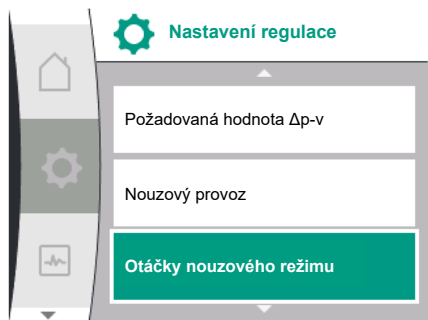 Nastavení regulace
Požadovaná hodnota Δp-v
Nouzový provoz
Otáčky nouzového režimu